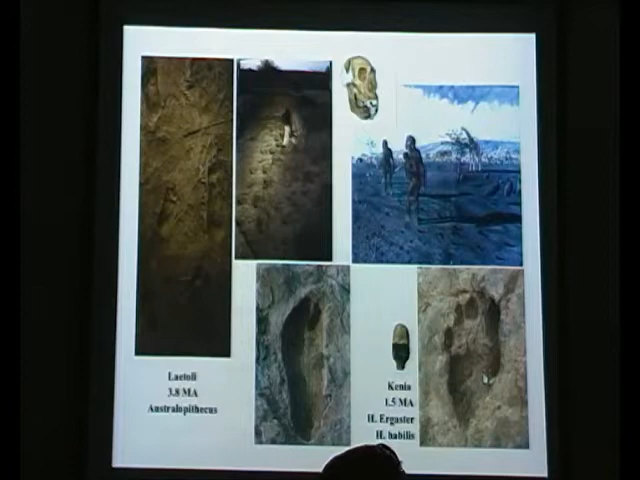 Laetoli
3.8 MA
Australopithecus
Kenia
1.5 MA
H. Ergaster
H. habilis